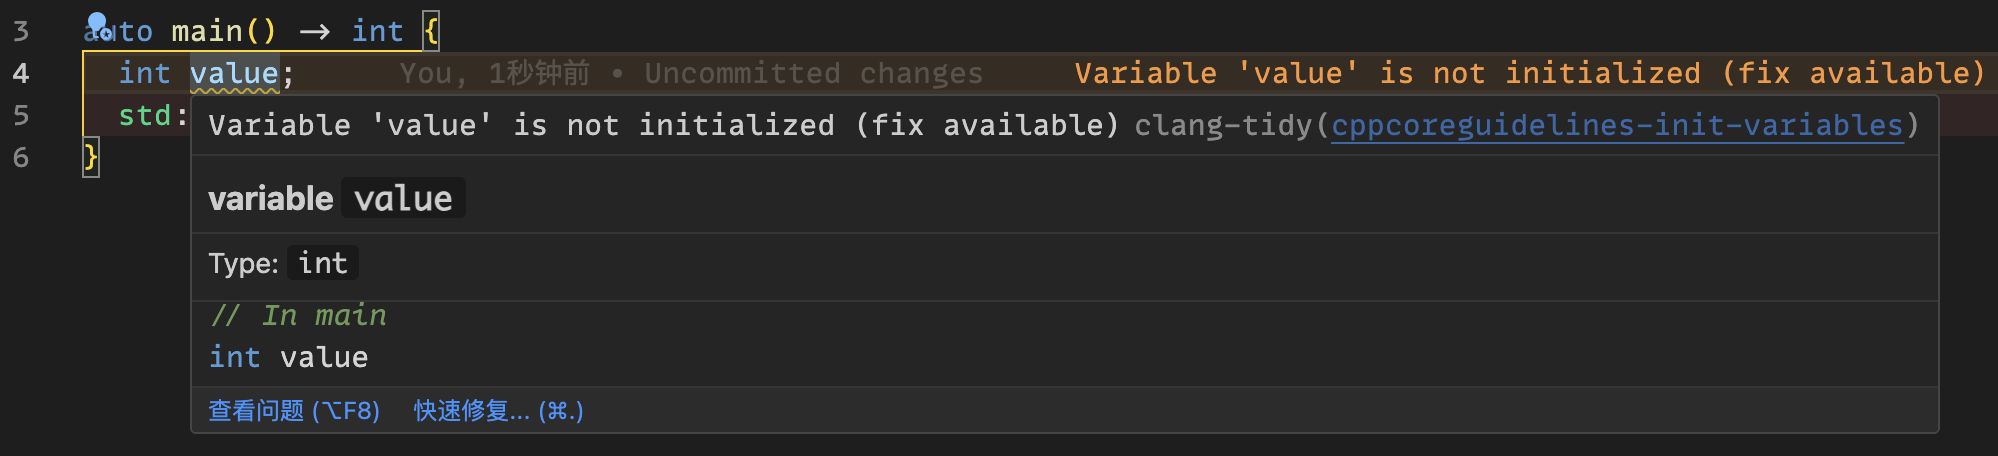 3 auto main() -> int {
4 int value; You, 1秒钟前 • Uncommitted changes Variable 'value' is not initialized (fix available)
5 std:
Variable 'value' is not initialized (fix available) clang-tidy(cppcoreguidelines-init-variables)
6 }
variable value
Type: int
// In main
int value
查看问题 (⌥F8) 快速修复... (⌘.)